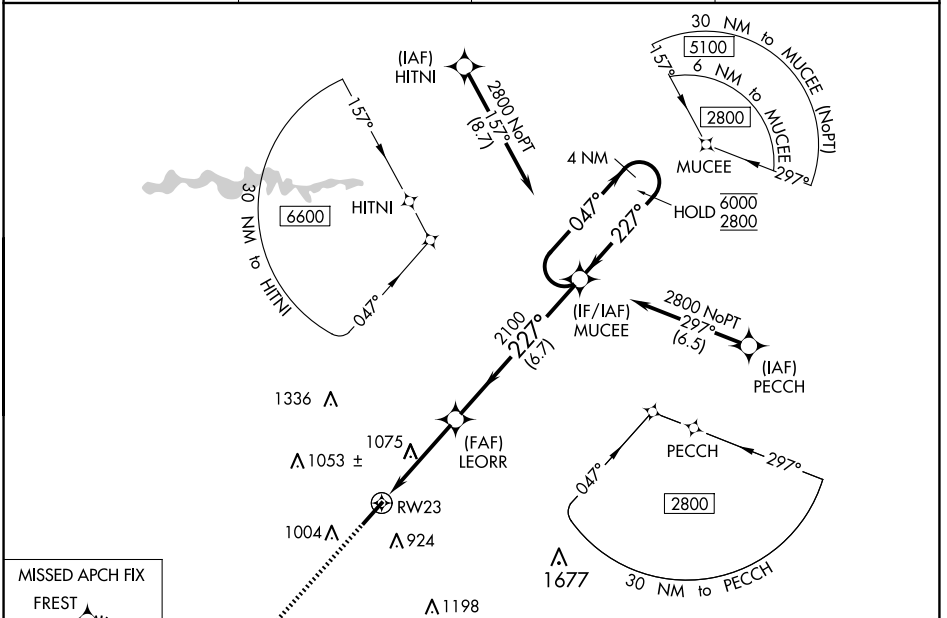 30 NM to MUCEE (NoPT)
5100
157°
6 NM to MUCEE
2800
MUCEE
297°
(IAF)
HITNI
2800 NoPT
157°
(8.7)
157°
30 NM to HITNI
6600
HITNI
047°
4 NM
047°
227°
HOLD 6000
2800
(IF/IAF)
MUCEE
2100
227°
(6.7)
2800 NoPT
297°
(6.5)
(IAF)
PECCH
1336
1075
1053 ±
(FAF)
LEORR
RW23
1004
924
1198
1677
PECCH
047°
297°
2800
30 NM to PECCH
MISSED APCH FIX
FREST